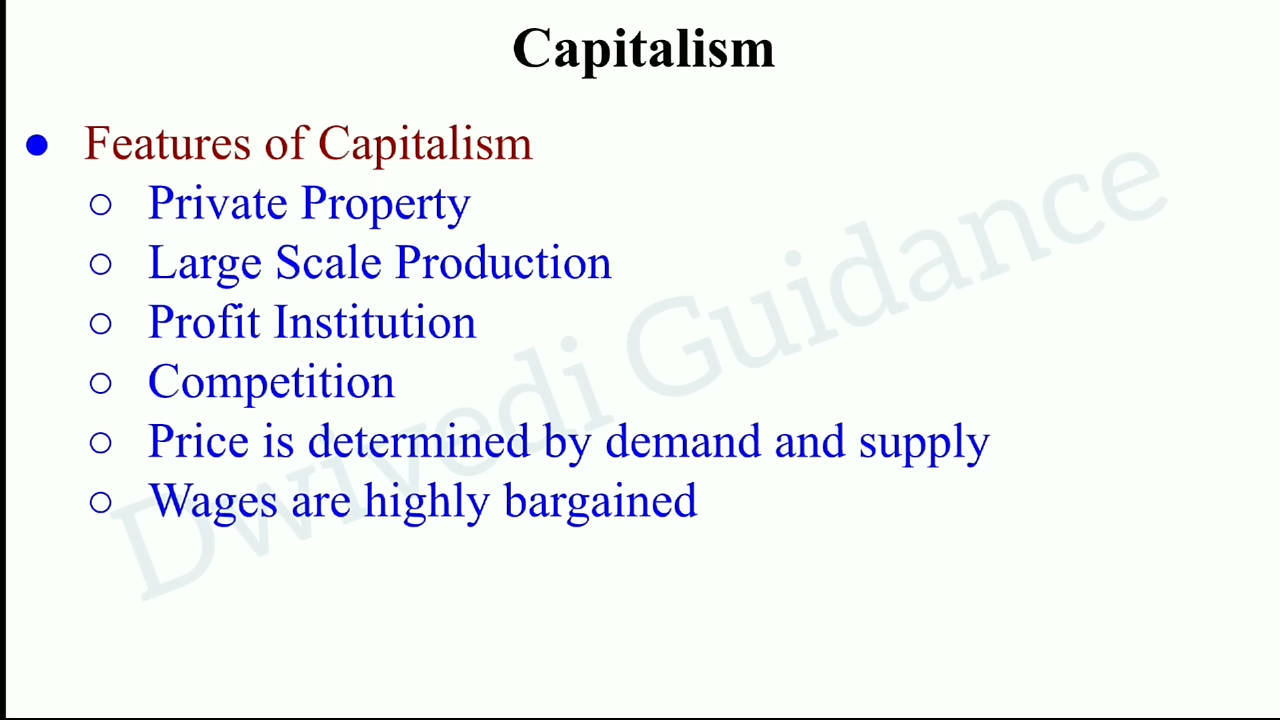 Capitalism
● Features of Capitalism
○ Private Property
○ Large Scale Production
○ Profit Institution
○ Competition
○ Price is determined by demand and supply
○ Wages are highly bargained
Dwivedi Guidance